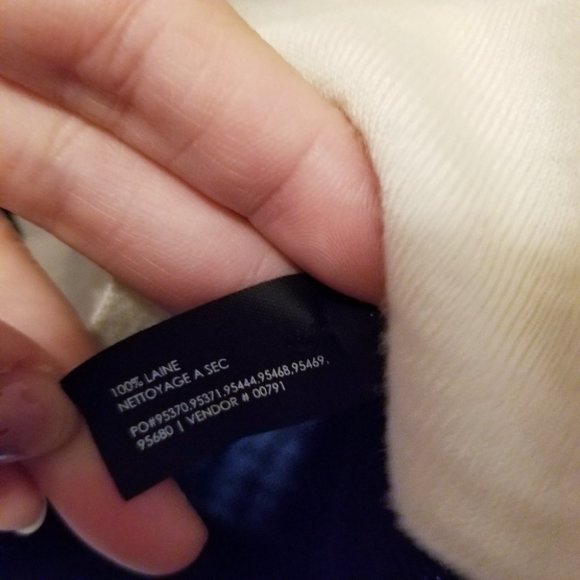 100% LAINE
NETTOYAGE A SEC
PO#95370,95371,95444,95468,95469,
95680 | VENDOR # 00791